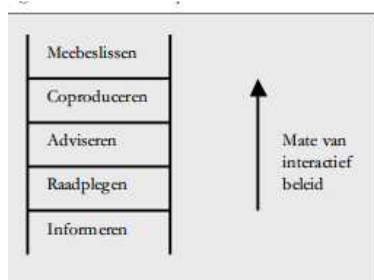 Meebeslissen
Coproduceren
Adviseren
Raadplegen
Informeren
Mate van
interactief
beleid